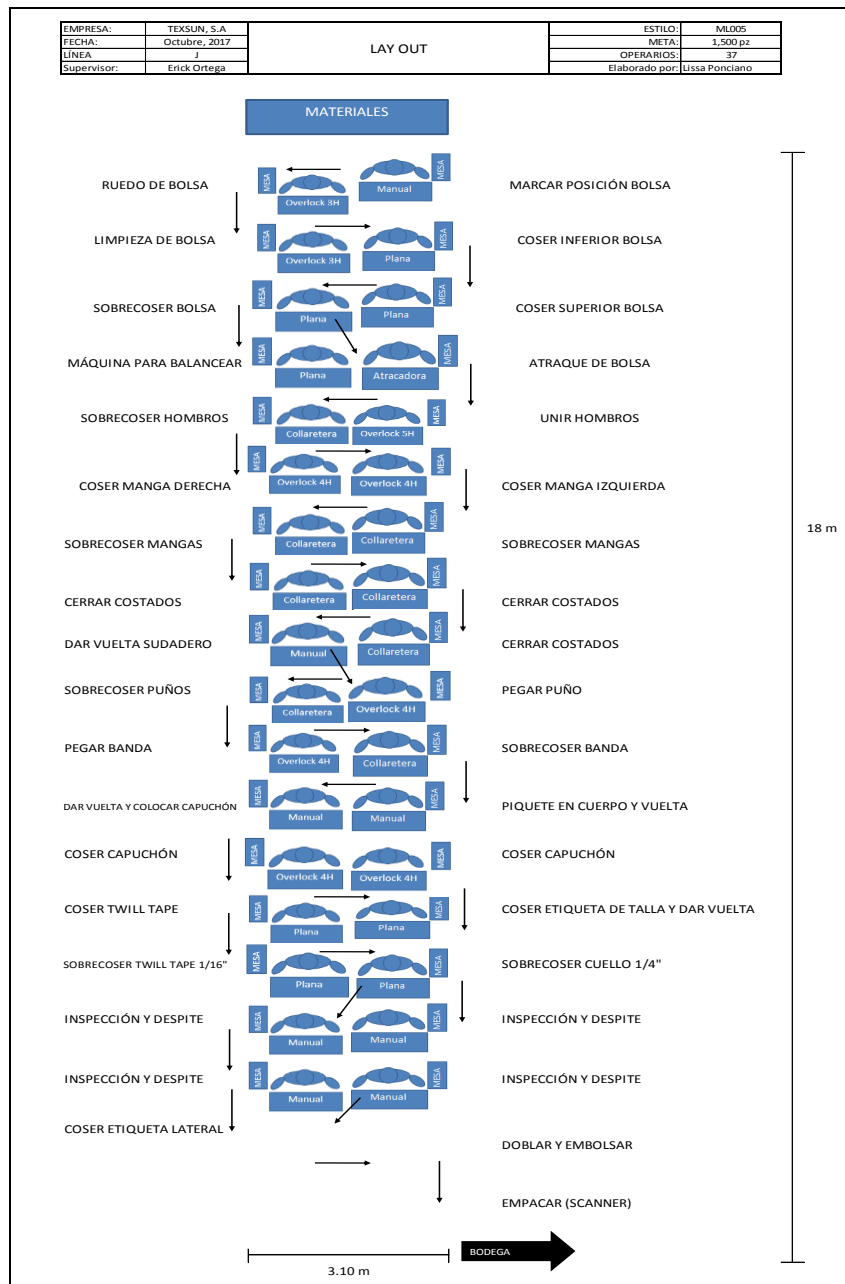 EMPRESA: TEXSUN, S.A
FECHA: Octubre, 2017
LÍNEA J
Supervisor: Erick Ortega
LAY OUT
ESTILO: ML005
META: 1,500 pz
OPERARIOS: 37
Elaborado por: Lissa Ponciano
MATERIALES
RUEDO DE BOLSA MESA Overlock 3H Manual MESA MARCAR POSICIÓN BOLSA
LIMPIEZA DE BOLSA MESA Overlock 3H Plana MESA COSER INFERIOR BOLSA
SOBRECOSER BOLSA MESA Plana Plana MESA COSER SUPERIOR BOLSA
MÁQUINA PARA BALANCEAR MESA Plana Atracadora MESA ATRAQUE DE BOLSA
SOBRECOSER HOMBROS MESA Collaretera Overlock 5H MESA UNIR HOMBROS
COSER MANGA DERECHA MESA Overlock 4H Overlock 4H MESA COSER MANGA IZQUIERDA
SOBRECOSER MANGAS MESA Collaretera Collaretera MESA SOBRECOSER MANGAS
CERRAR COSTADOS MESA Collaretera Collaretera MESA CERRAR COSTADOS
DAR VUELTA SUDADERO MESA Manual Collaretera MESA CERRAR COSTADOS
SOBRECOSER PUÑOS MESA Collaretera Overlock 4H MESA PEGAR PUÑO
PEGAR BANDA MESA Overlock 4H Collaretera MESA SOBRECOSER BANDA
DAR VUELTA Y COLOCAR CAPUCHÓN MESA Manual Manual MESA PIQUETE EN CUERPO Y VUELTA
COSER CAPUCHÓN MESA Overlock 4H Overlock 4H MESA COSER CAPUCHÓN
COSER TWILL TAPE MESA Plana Plana MESA COSER ETIQUETA DE TALLA Y DAR VUELTA
SOBRECOSER TWILL TAPE 1/16" MESA Plana Plana MESA SOBRECOSER CUELLO 1/4"
INSPECCIÓN Y DESPITE MESA Manual Manual MESA INSPECCIÓN Y DESPITE
INSPECCIÓN Y DESPITE MESA Manual Manual MESA INSPECCIÓN Y DESPITE
COSER ETIQUETA LATERAL
DOBLAR Y EMBOLSAR
EMPACAR (SCANNER)
BODEGA
3.10 m
18 m